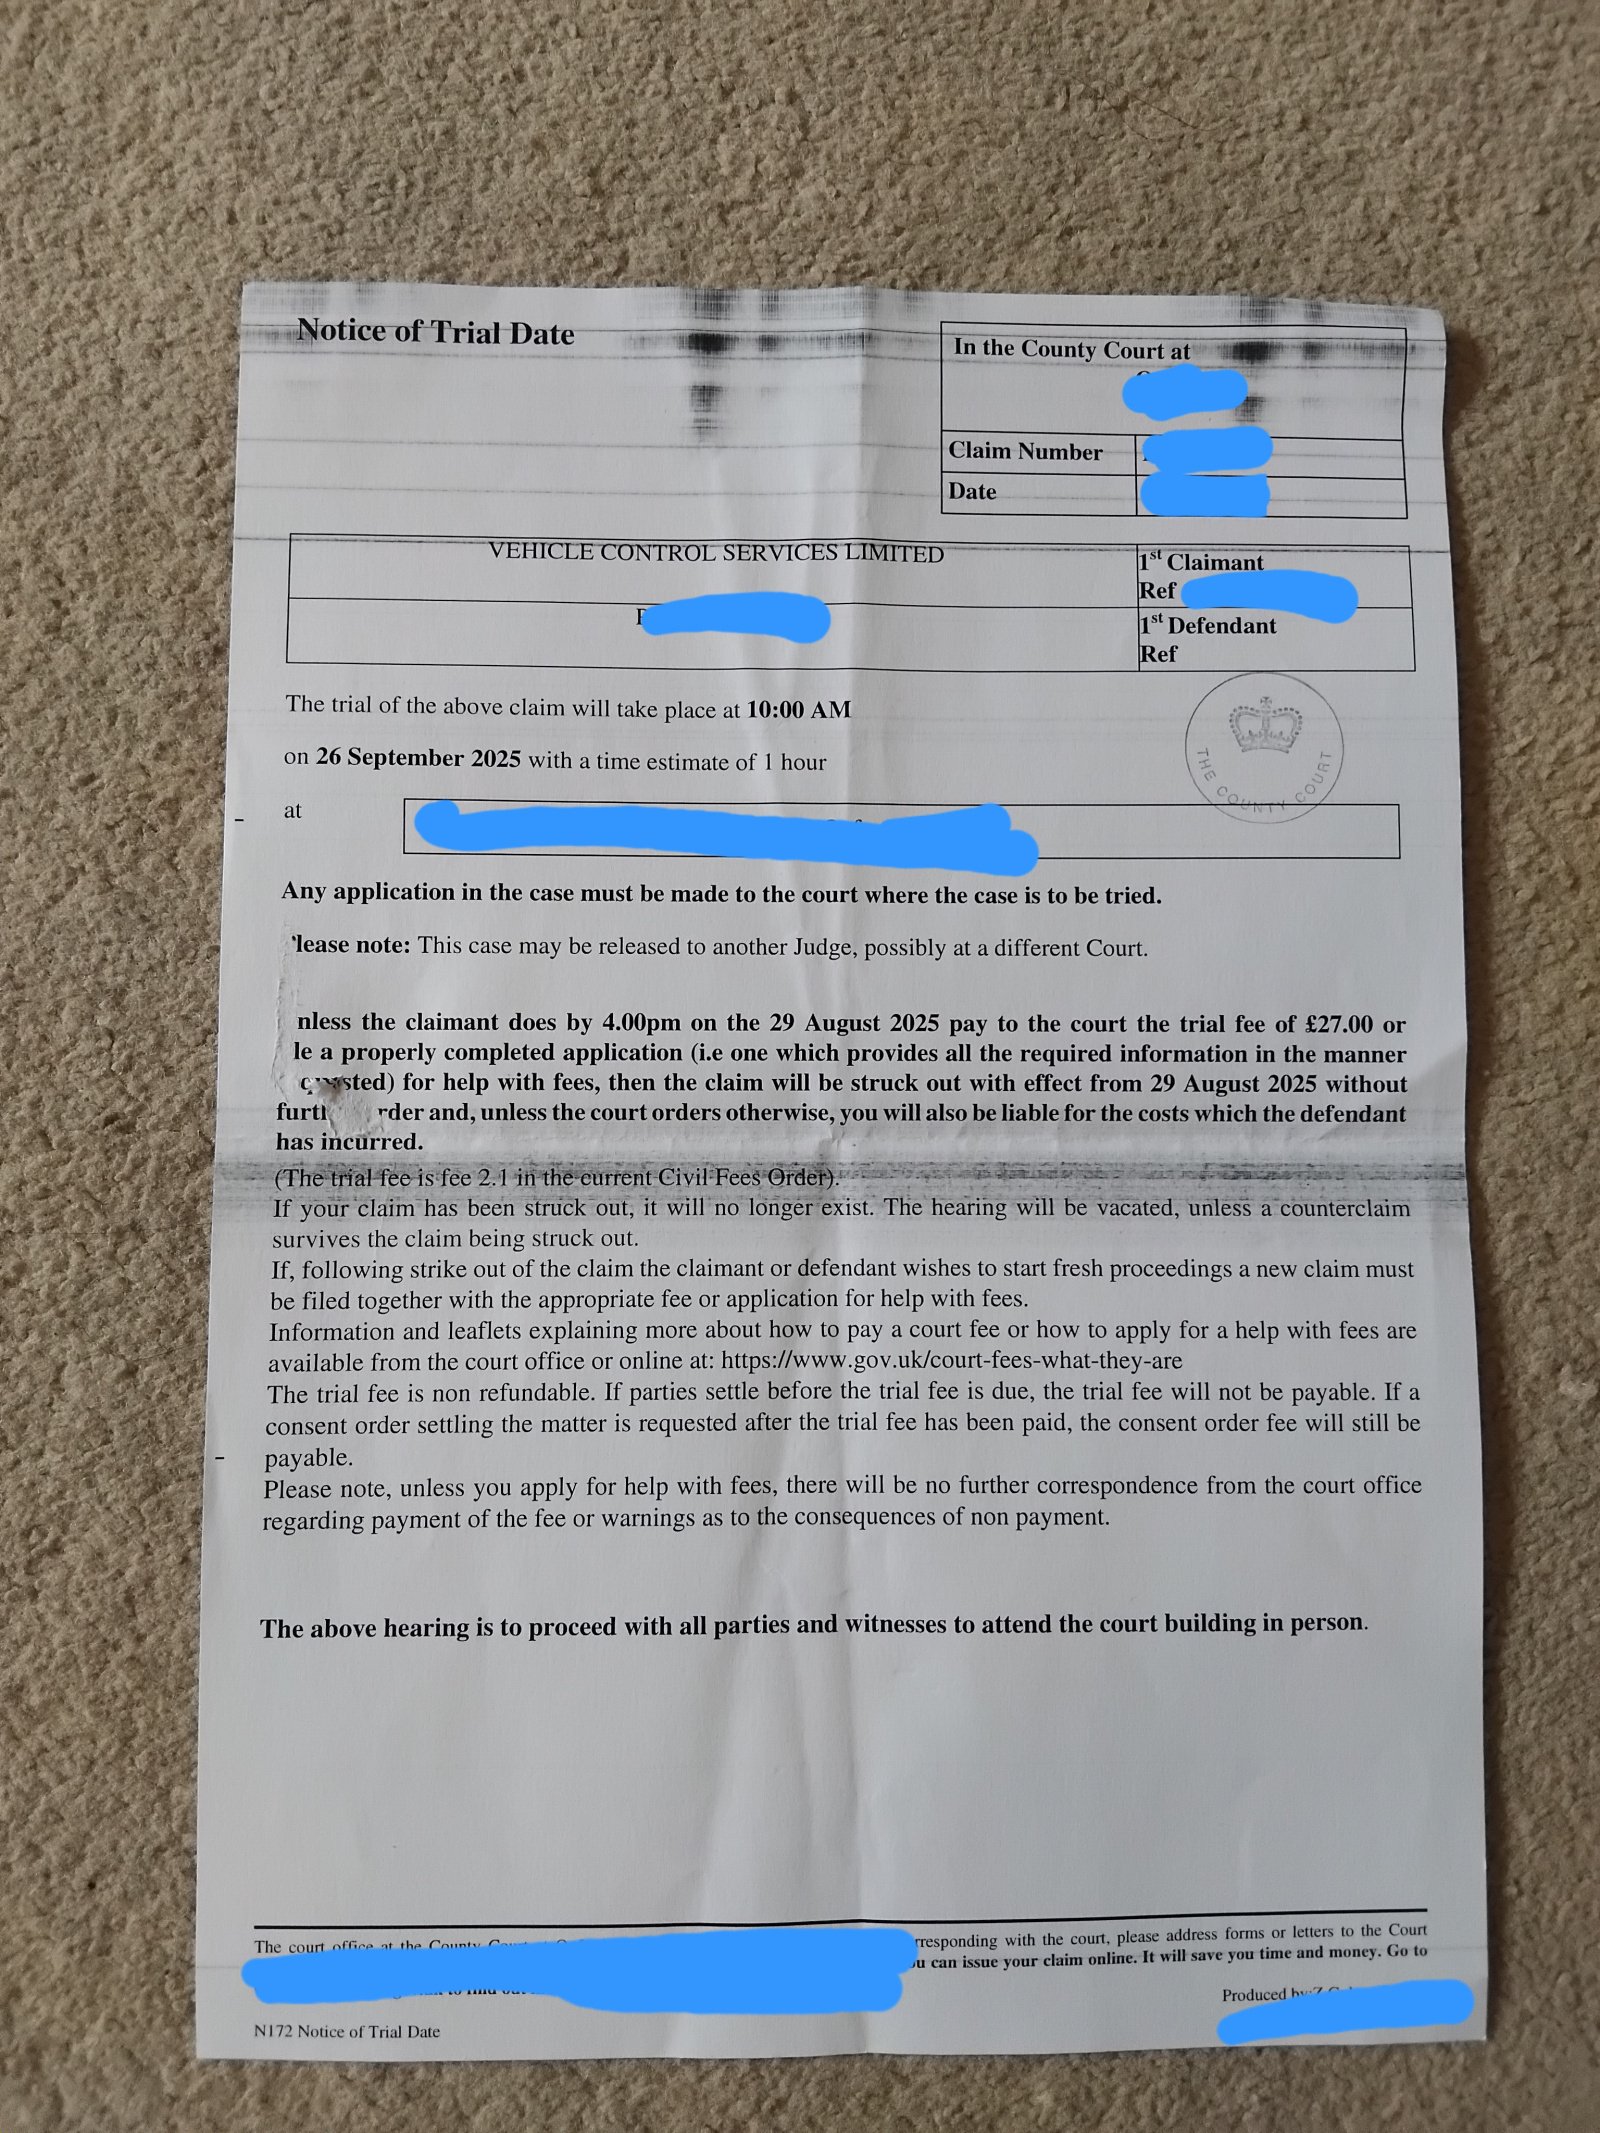 Notice of Trial Date
In the County Court at
Claim Number
Date
VEHICLE CONTROL SERVICES LIMITED
1st Claimant
Ref
1st Defendant
Ref
The trial of the above claim will take place at 10:00 AM
on 26 September 2025 with a time estimate of 1 hour
THE COUNTY COURT
at
Any application in the case must be made to the court where the case is to be tried.
lease note: This case may be released to another Judge, possibly at a different Court.
nless the claimant does by 4.00pm on the 29 August 2025 pay to the court the trial fee of £27.00 or
le a properly completed application (i.e one which provides all the required information in the manner
sted) for help with fees, then the claim will be struck out with effect from 29 August 2025 without
furt rder and, unless the court orders otherwise, you will also be liable for the costs which the defendant
has incurred.
(The trial fee is fee 2.1 in the current Civil Fees Order).
If your claim has been struck out, it will no longer exist. The hearing will be vacated, unless a counterclaim
survives the claim being struck out.
If, following strike out of the claim the claimant or defendant wishes to start fresh proceedings a new claim must
be filed together with the appropriate fee or application for help with fees.
Information and leaflets explaining more about how to pay a court fee or how to apply for a help with fees are
available from the court office or online at: https://www.gov.uk/court-fees-what-they-are
The trial fee is non refundable. If parties settle before the trial fee is due, the trial fee will not be payable. If a
consent order settling the matter is requested after the trial fee has been paid, the consent order fee will still be
payable.
Please note, unless you apply for help with fees, there will be no further correspondence from the court office
regarding payment of the fee or warnings as to the consequences of non payment.
The above hearing is to proceed with all parties and witnesses to attend the court building in person.
The court office at the County rresponding with the court, please address forms or letters to the Court
u can issue your claim online. It will save you time and money. Go to
Produced by:
N172 Notice of Trial Date